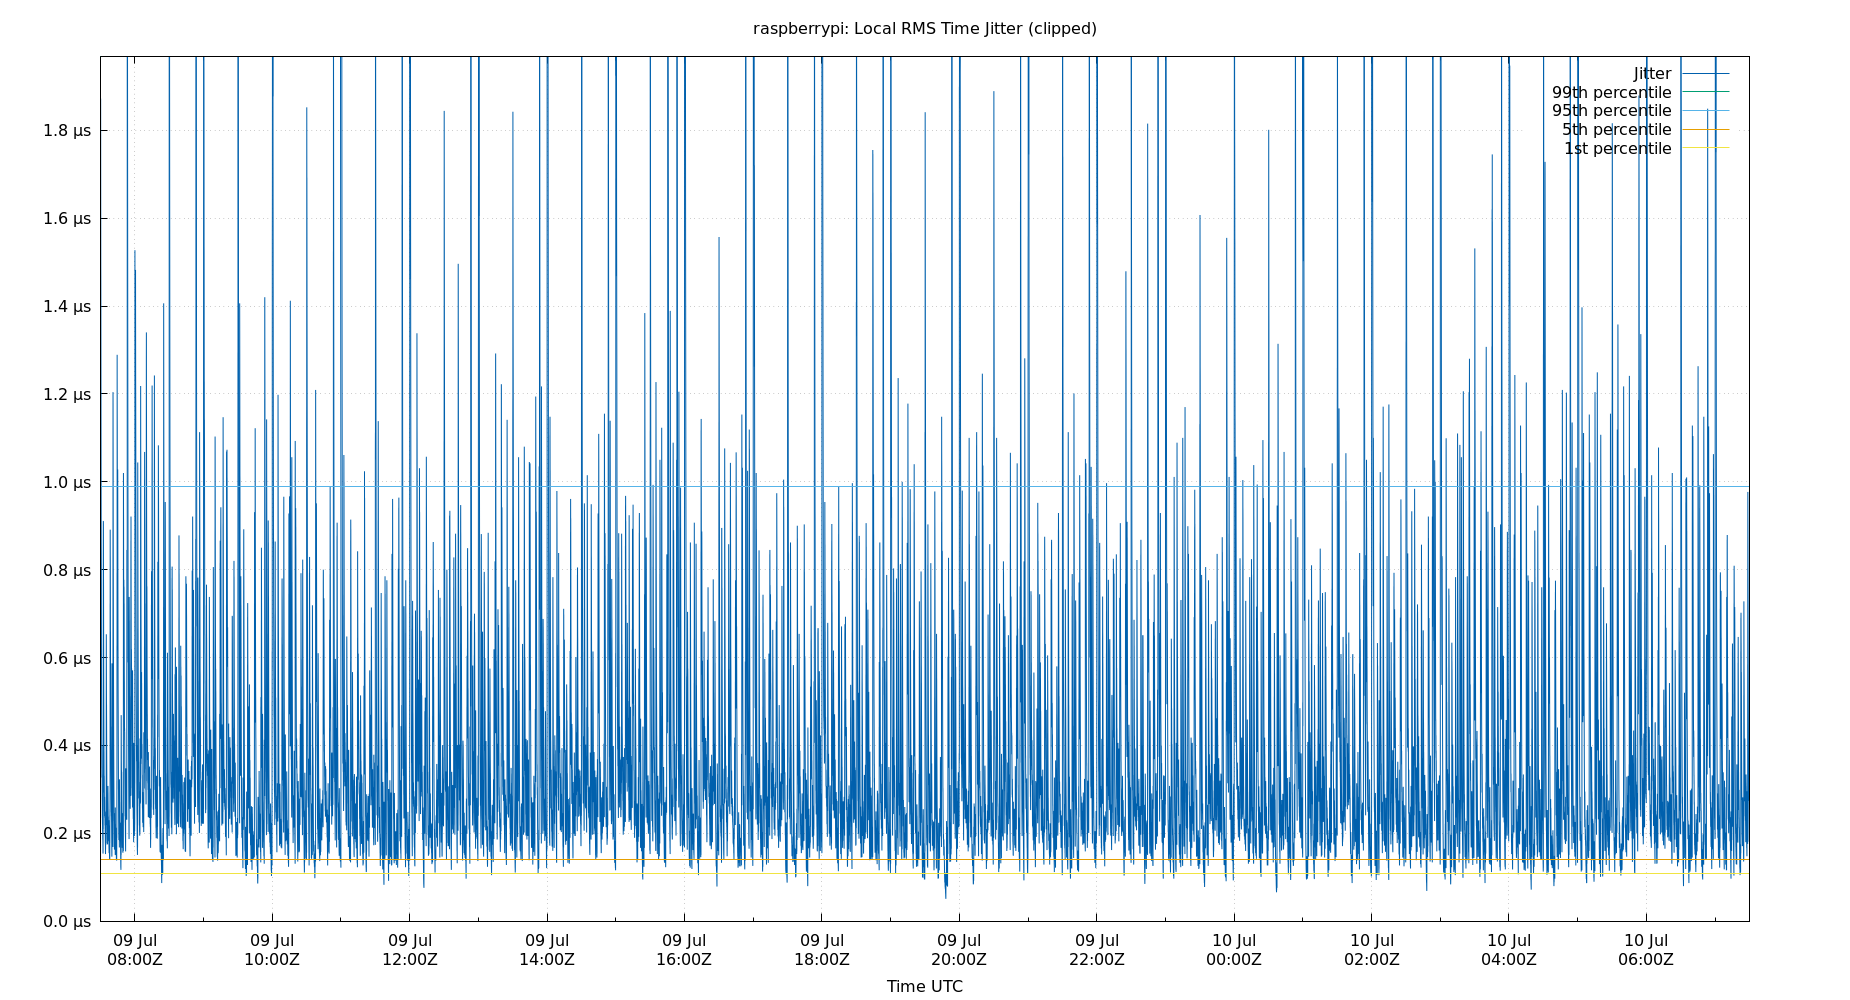 raspberrypi: Local RMS Time Jitter (clipped)
Jitter
99th percentile
95th percentile
5th percentile
1st percentile
1.8 μs
1.6 μs
1.4 μs
1.2 μs
1.0 μs
0.8 μs
0.6 μs
0.4 μs
0.2 μs
0.0 μs
09 Jul 09 Jul 09 Jul 09 Jul 09 Jul 09 Jul 09 Jul 09 Jul 10 Jul 10 Jul 10 Jul 10 Jul
08:00Z 10:00Z 12:00Z 14:00Z 16:00Z 18:00Z 20:00Z 22:00Z 00:00Z 02:00Z 04:00Z 06:00Z
Time UTC